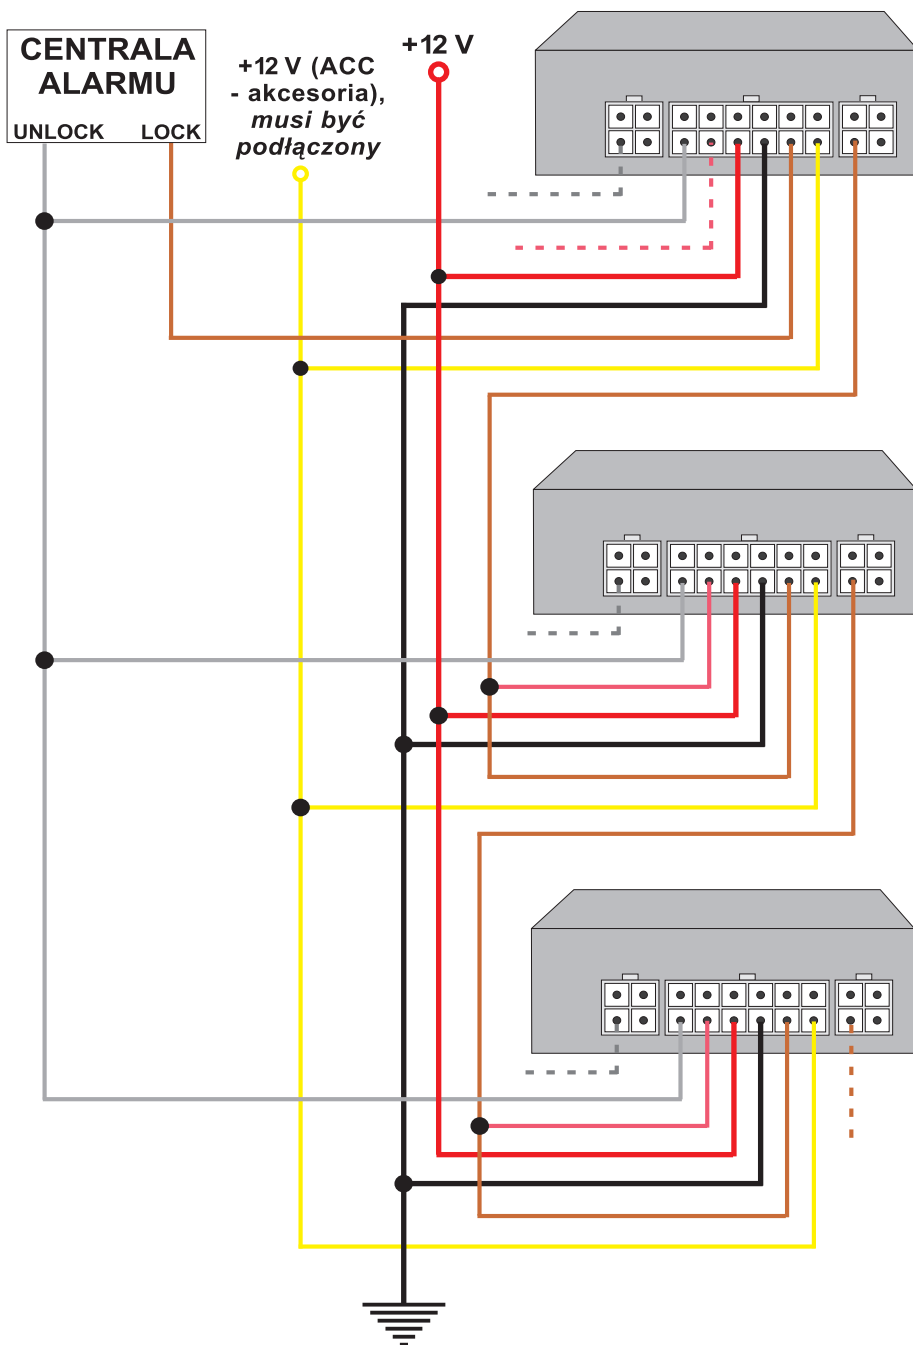 CENTRALA
ALARMU
UNLOCK LOCK
+12 V (ACC
- akcesoria),
musi być
podłączony
+12 V